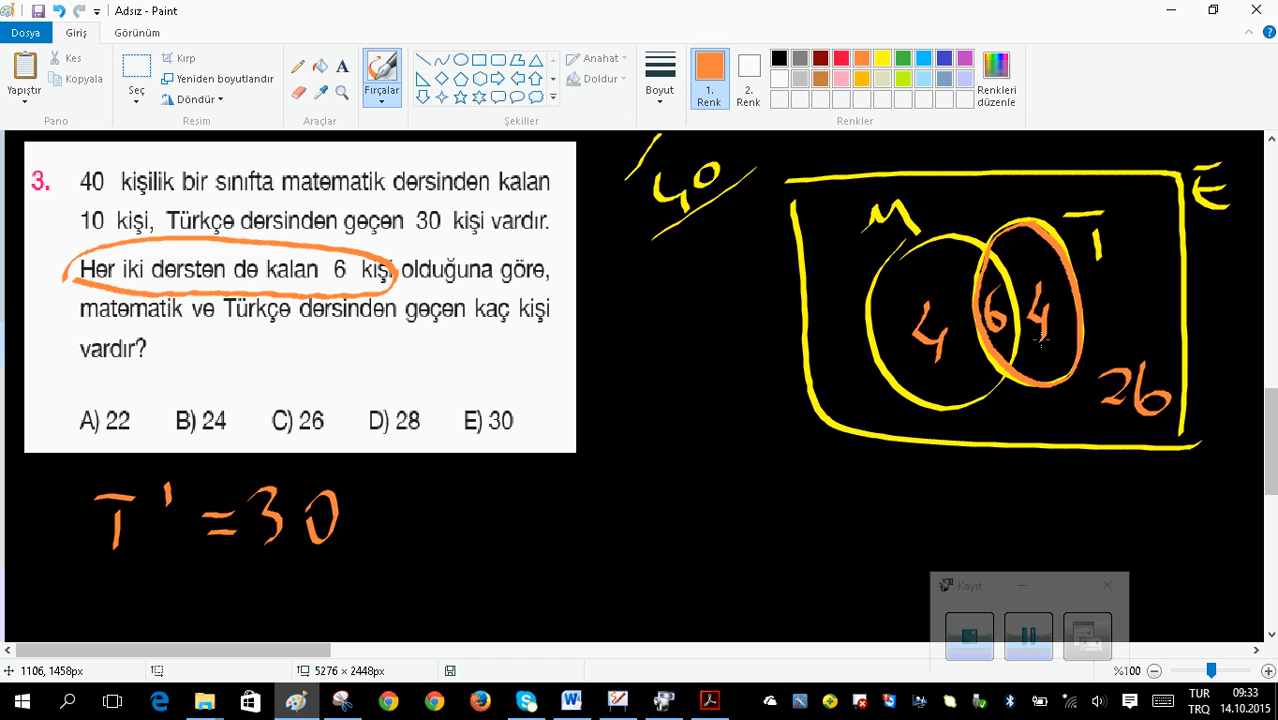 Adsız - Paint
Dosya
Giriş
Görünüm
Yapıştır
Kes
Kopyala
Pano
Seç
Kırp
Yeniden boyutlandır
Döndür
Resim
Araçlar
Fırçalar
Şekiller
Anahat
Doldur
Boyut
1.
Renk
2.
Renk
Renkler
Renkleri
düzenle
3. 40 kişilik bir sınıfta matematik dersinden kalan
10 kişi, Türkçe dersinden geçen 30 kişi vardır.
Her iki dersten de kalan 6 kişi olduğuna göre,
matematik ve Türkçe dersinden geçen kaç kişi
vardır?
A) 22 B) 24 C) 26 D) 28 E) 30
40
E
M
T
4 6 4
26
T' = 30
Kayıt
1106, 1458px
5276 × 2448px
%100
TUR
TRQ
09:33
14.10.2015